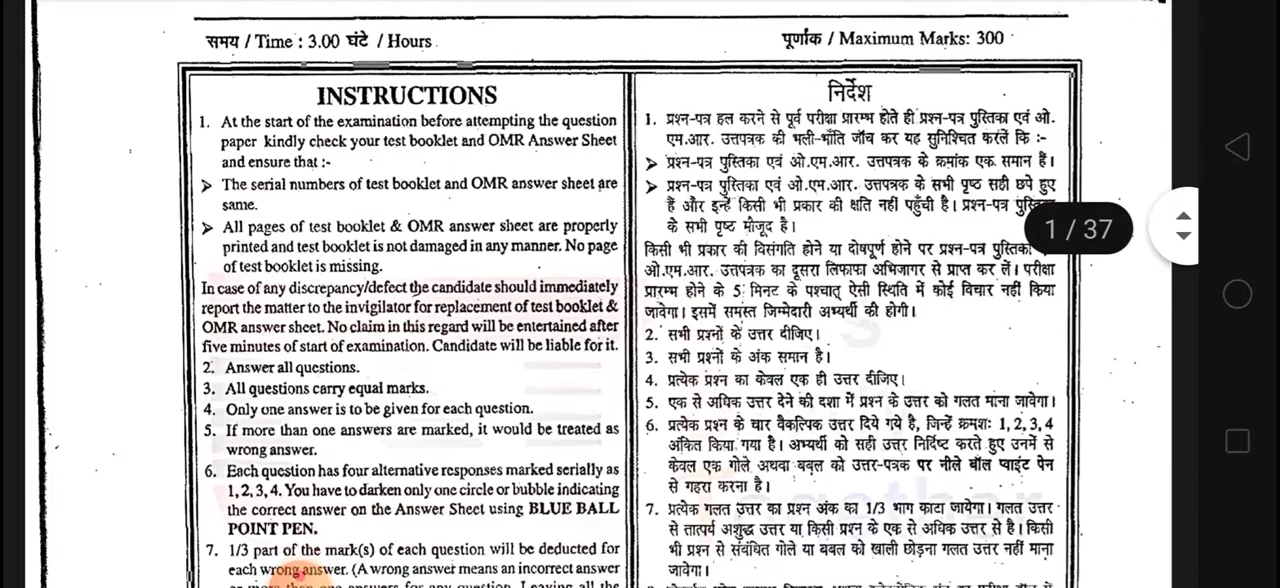 समय / Time : 3.00 घंटे / Hours
पूर्णांक / Maximum Marks: 300
INSTRUCTIONS
1. At the start of the examination before attempting the question
paper kindly check your test booklet and OMR Answer Sheet
and ensure that :-
➢ The serial numbers of test booklet and OMR answer sheet are
same.
➢ All pages of test booklet & OMR answer sheet are properly
printed and test booklet is not damaged in any manner. No page
of test booklet is missing.
In case of any discrepancy/defect the candidate should immediately
report the matter to the invigilator for replacement of test booklet &
OMR answer sheet. No claim in this regard will be entertained after
five minutes of start of examination. Candidate will be liable for it.
2. Answer all questions.
3. All questions carry equal marks.
4. Only one answer is to be given for each question.
5. If more than one answers are marked, it would be treated as
wrong answer.
6. Each question has four alternative responses marked serially as
1, 2, 3, 4. You have to darken only one circle or bubble indicating
the correct answer on the Answer Sheet using BLUE BALL
POINT PEN.
7. 1/3 part of the mark(s) of each question will be deducted for
each wrong answer. (A wrong answer means an incorrect answer
or more than one answers for any question. Leaving all the
निर्देश
1. प्रश्न-पत्र हल करने से पूर्व परीक्षा प्रारम्भ होते ही प्रश्न-पत्र पुस्तिका एवं ओ.
एम.आर. उत्तपत्रक की भली-भाँति जाँच कर यह सुनिश्चित करलें कि :-
➢ प्रश्न-पत्र पुस्तिका एवं ओ.एम.आर. उत्तपत्रक के क्रमांक एक समान हैं।
➢ प्रश्न-पत्र पुस्तिका एवं ओ.एम.आर. उत्तपत्रक के सभी पृष्ठ सही छपे हुए
हैं और इन्हें किसी भी प्रकार की क्षति नहीं पहुँची है। प्रश्न-पत्र
के सभी पृष्ठ मौजूद है।
किसी भी प्रकार की विसंगति होने या दोषपूर्ण होने पर प्रश्न-पत्र पुस्तिका
ओ.एम.आर. उत्तपत्रक का दूसरा लिफाफा अभिजागर से प्राप्त कर लें। परीक्षा
प्रारम्भ होने के 5 मिनट के पश्चात् ऐसी स्थिति में कोई विचार नहीं किया
जावेगा। इसमें समस्त जिम्मेदारी अभ्यर्थी की होगी।
2. सभी प्रश्नों के उत्तर दीजिए।
3. सभी प्रश्नों के अंक समान है।
4. प्रत्येक प्रश्न का केवल एक ही उत्तर दीजिए।
5. एक से अधिक उत्तर देने की दशा में प्रश्न के उत्तर को गलत माना जावेगा।
6. प्रत्येक प्रश्न के चार वैकल्पिक उत्तर दिये गये है, जिन्हें क्रमशः 1, 2, 3, 4
अंकित किया गया है। अभ्यर्थी को सही उत्तर निर्दिष्ट करते हुए उनमें से
केवल एक गोले अथवा बबल को उत्तर-पत्रक पर नीले बॉल प्वाइंट पेन
से गहरा करना है।
7. प्रत्येक गलत उत्तर का प्रश्न अंक का 1/3 भाग काटा जायेगा। गलत उत्तर
से तात्पर्य अशुद्ध उत्तर या किसी प्रश्न के एक से अधिक उत्तर से है। किसी
भी प्रश्न से संबंधित गोले या बबल को खाली छोड़ना गलत उत्तर नहीं माना
जावेगा।
1 / 37